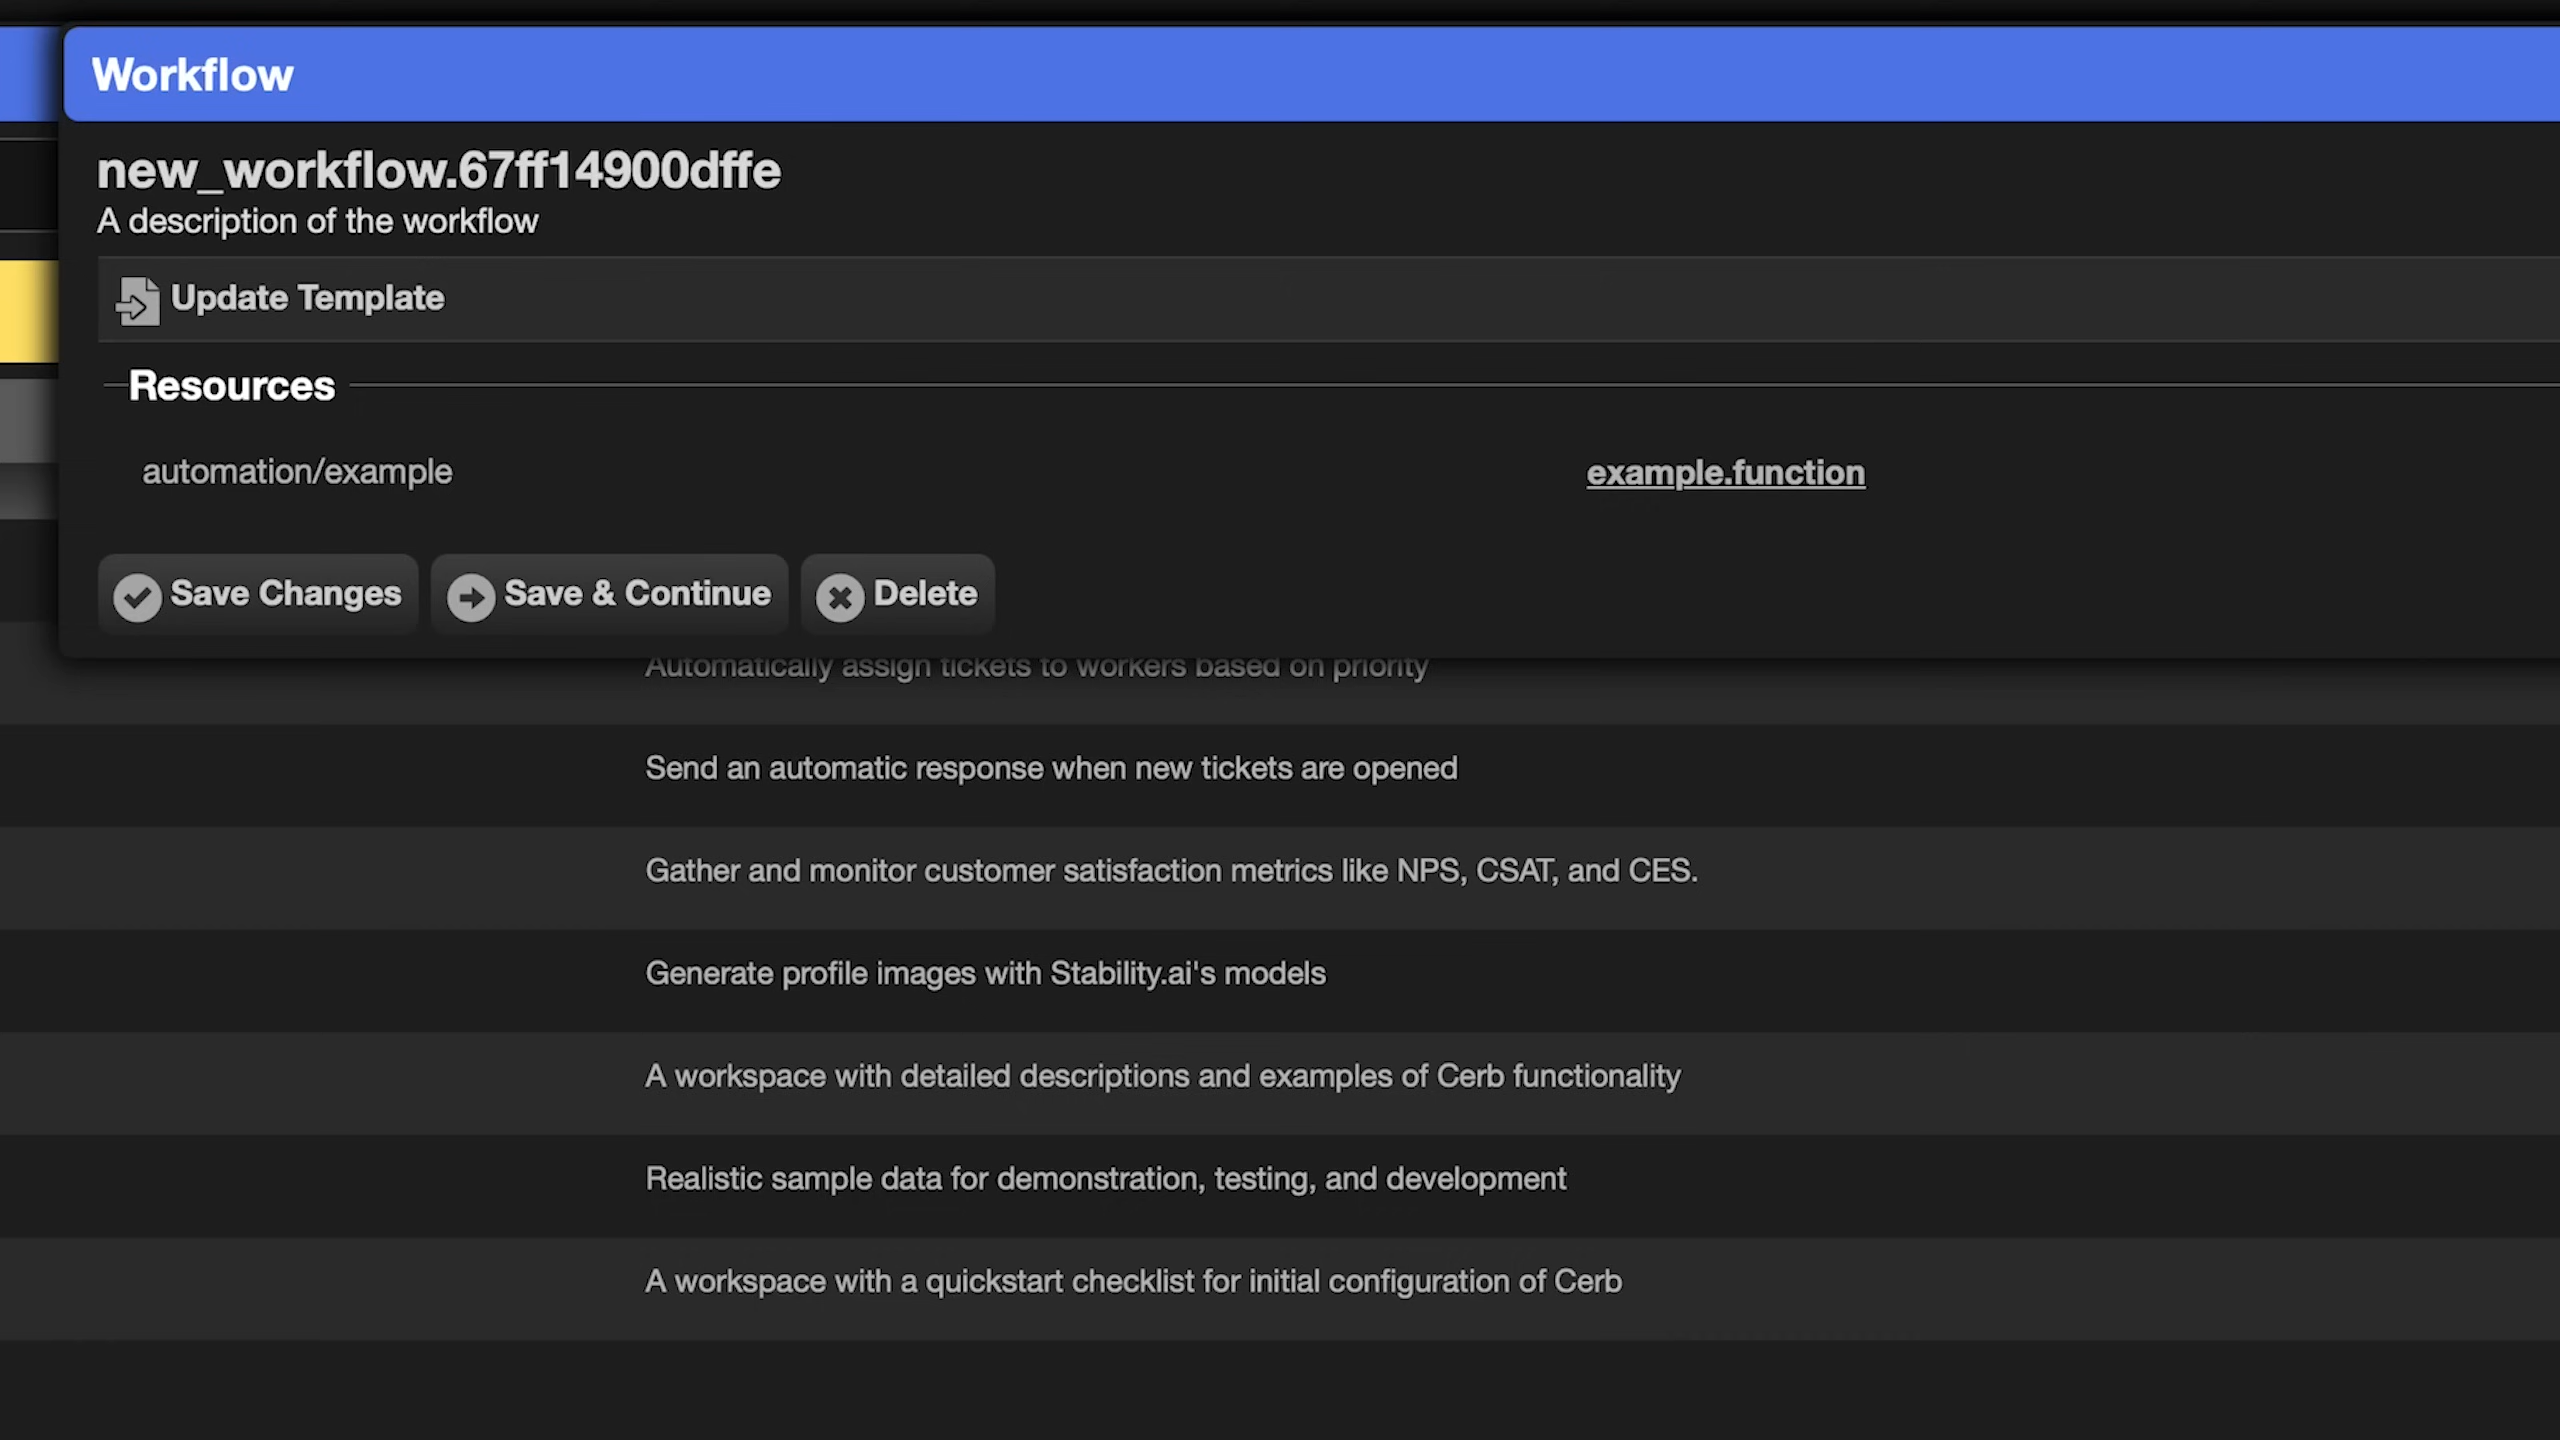 Workflow
new_workflow.67ff14900dffe
A description of the workflow
Update Template
Resources
automation/example example.function
Save Changes Save & Continue Delete
Automatically assign tickets to workers based on priority
Send an automatic response when new tickets are opened
Gather and monitor customer satisfaction metrics like NPS, CSAT, and CES.
Generate profile images with Stability.ai's models
A workspace with detailed descriptions and examples of Cerb functionality
Realistic sample data for demonstration, testing, and development
A workspace with a quickstart checklist for initial configuration of Cerb